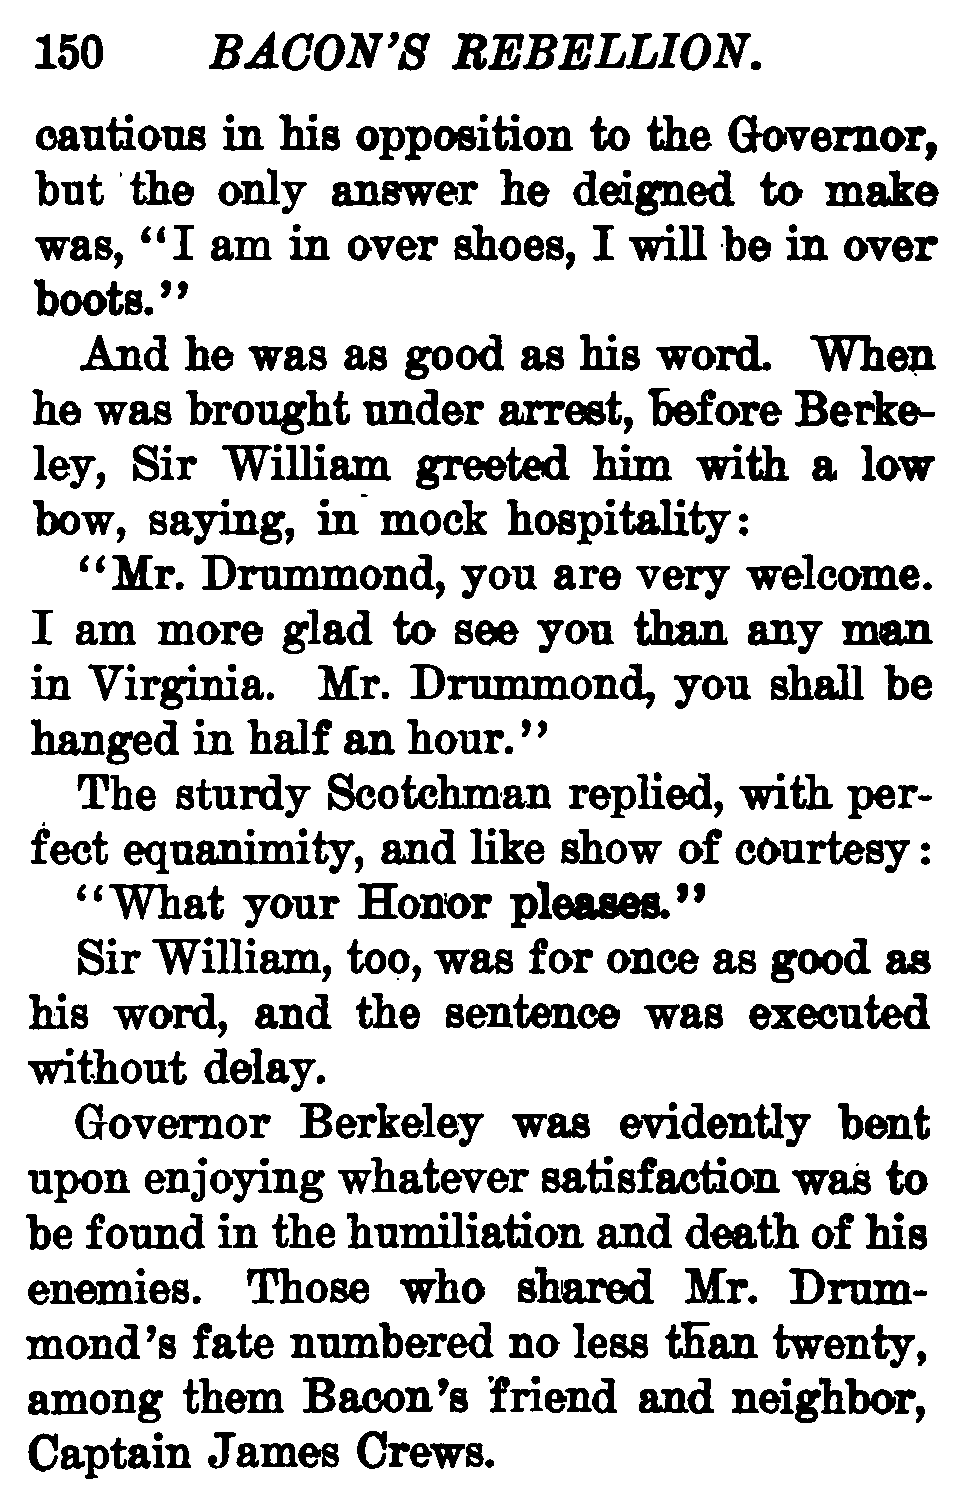 150 BACON'S REBELLION.
cautious in his opposition to the Governor,
but the only answer he deigned to make
was, "I am in over shoes, I will be in over
boots."
And he was as good as his word. When
he was brought under arrest, before Berke-
ley, Sir William greeted him with a low
bow, saying, in mock hospitality:
"Mr. Drummond, you are very welcome.
I am more glad to see you than any man
in Virginia. Mr. Drummond, you shall be
hanged in half an hour."
The sturdy Scotchman replied, with per-
fect equanimity, and like show of courtesy:
"What your Honor pleases."
Sir William, too, was for once as good as
his word, and the sentence was executed
without delay.
Governor Berkeley was evidently bent
upon enjoying whatever satisfaction was to
be found in the humiliation and death of his
enemies. Those who shared Mr. Drum-
mond's fate numbered no less than twenty,
among them Bacon's friend and neighbor,
Captain James Crews.